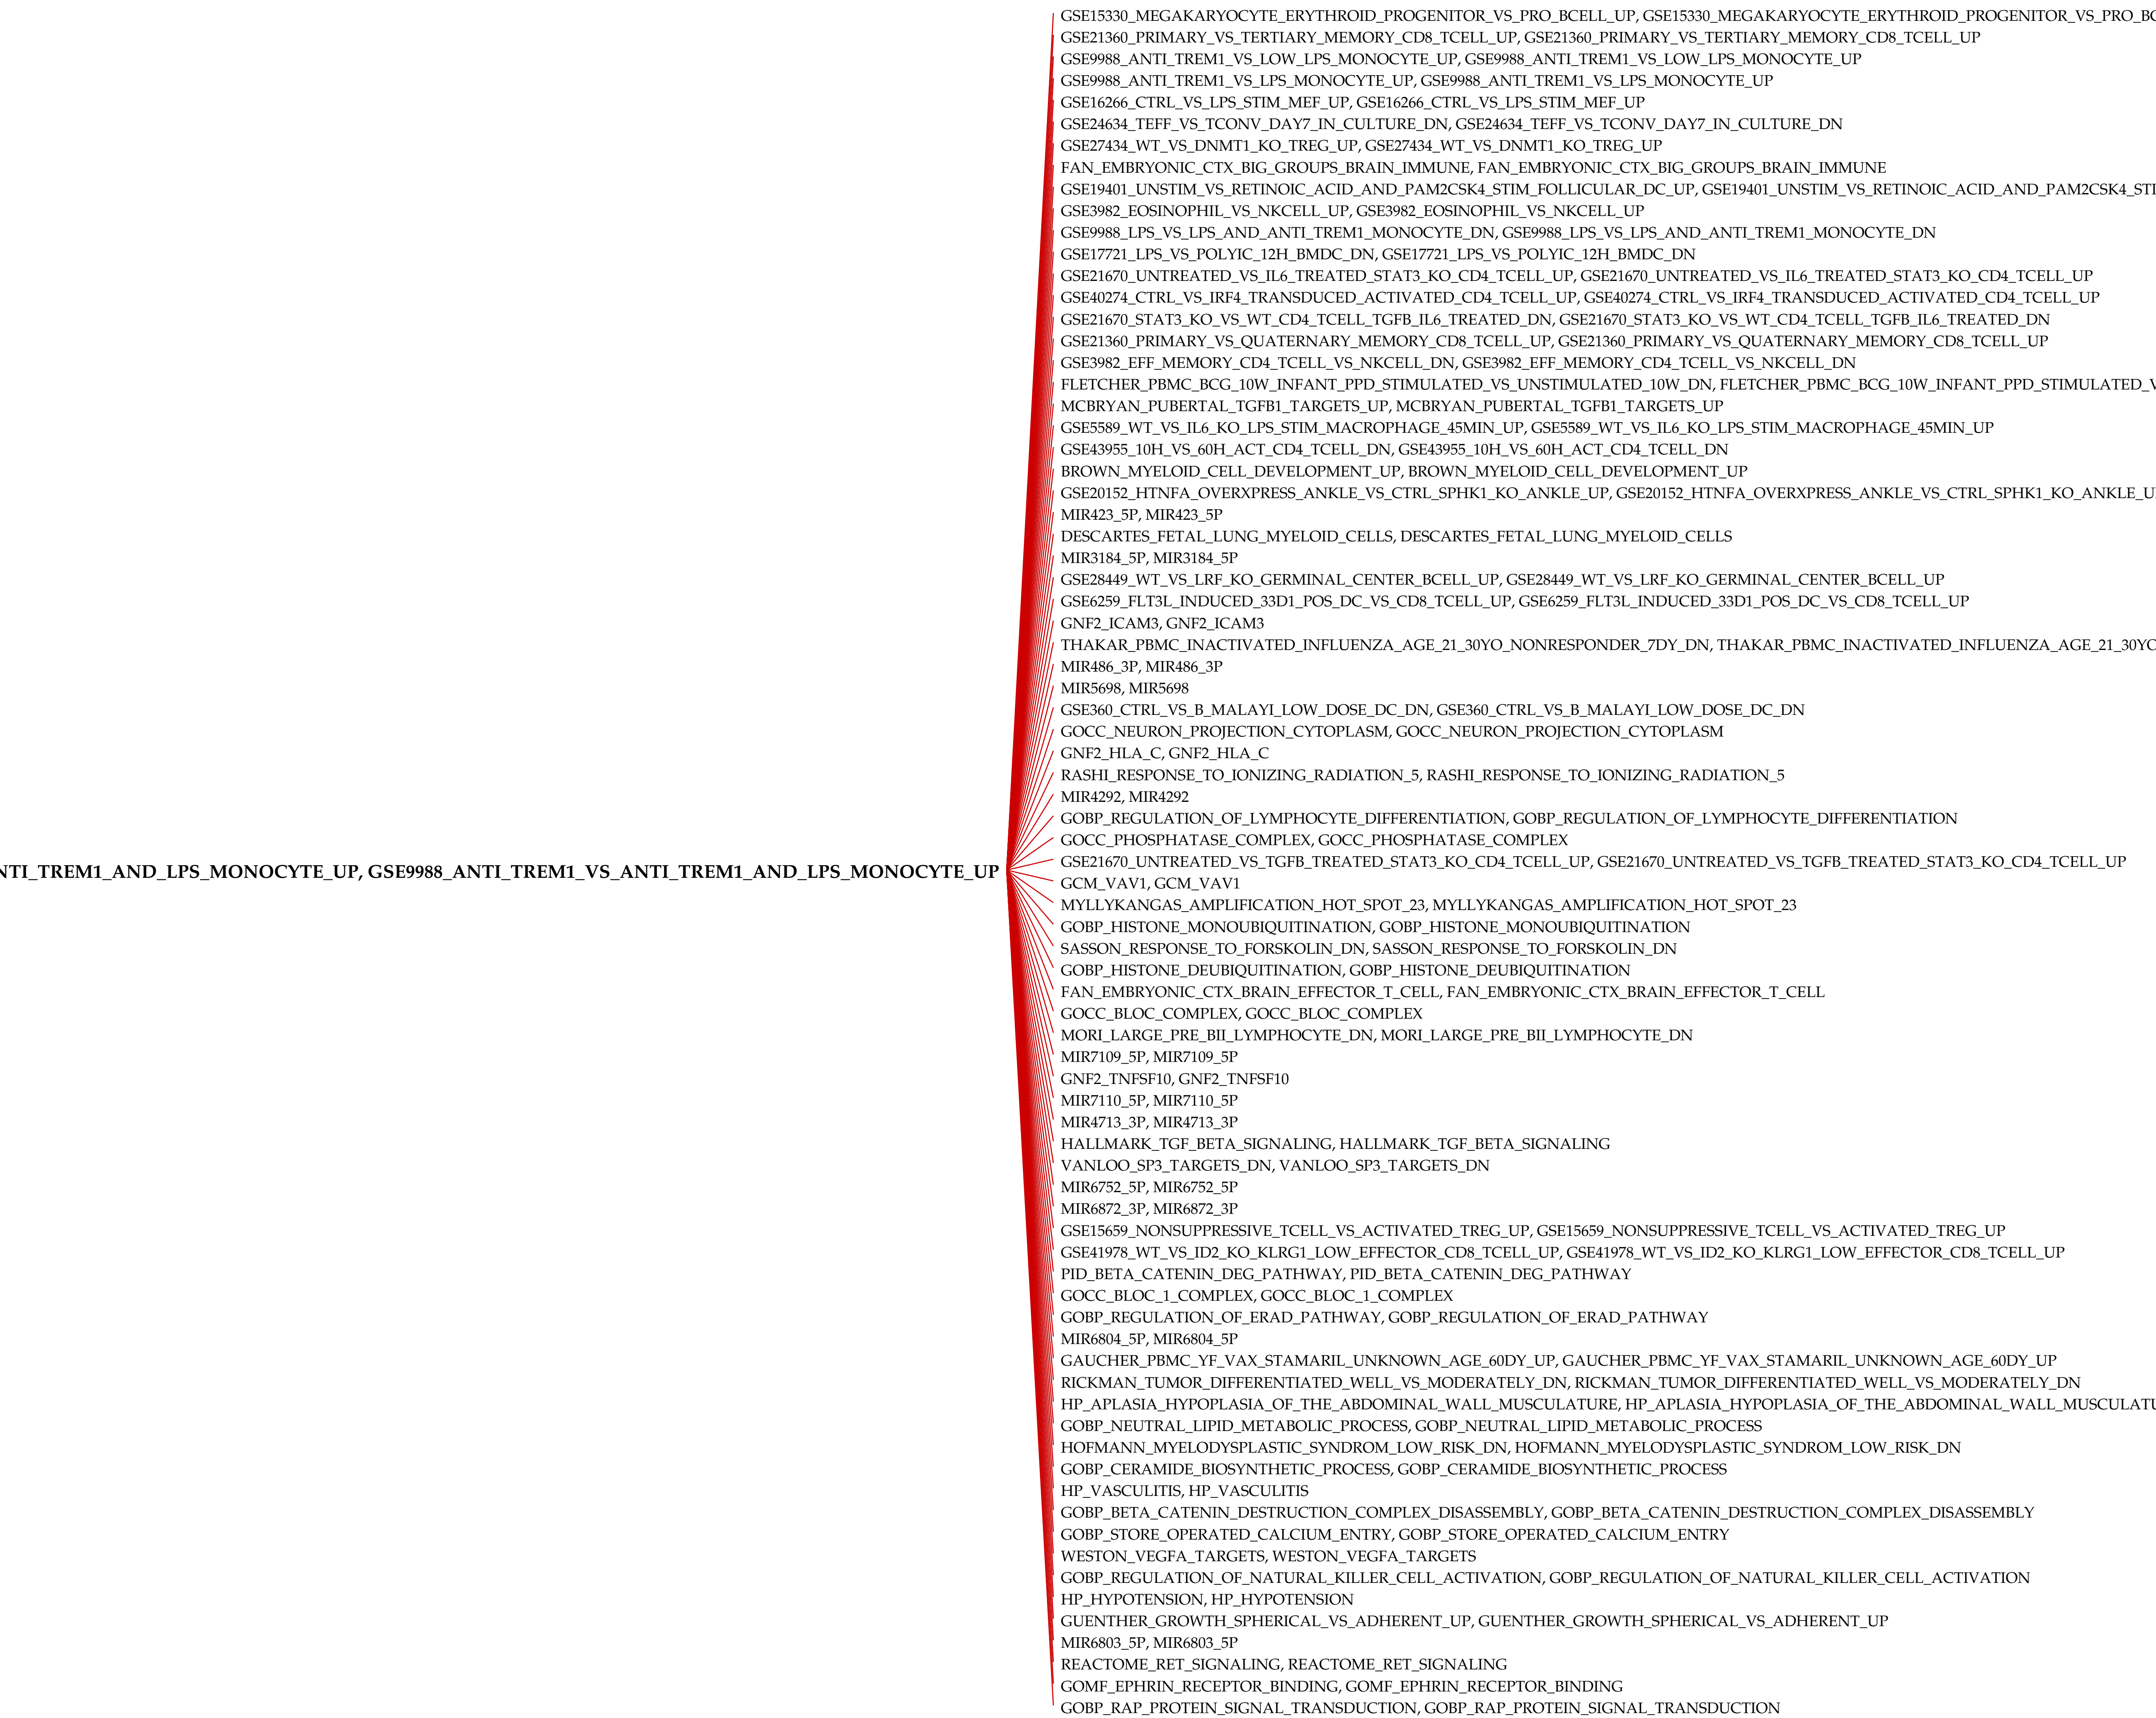 GSE15330_MEGAKARYOCYTE_ERYTHROID_PROGENITOR_VS_PRO_BCELL_UP, GSE15330_MEGAKARYOCYTE_ERYTHROID_PROGENITOR_VS_PRO_BC
GSE21360_PRIMARY_VS_TERTIARY_MEMORY_CD8_TCELL_UP, GSE21360_PRIMARY_VS_TERTIARY_MEMORY_CD8_TCELL_UP
GSE9988_ANTI_TREM1_VS_LOW_LPS_MONOCYTE_UP, GSE9988_ANTI_TREM1_VS_LOW_LPS_MONOCYTE_UP
GSE9988_ANTI_TREM1_VS_LPS_MONOCYTE_UP, GSE9988_ANTI_TREM1_VS_LPS_MONOCYTE_UP
GSE16266_CTRL_VS_LPS_STIM_MEF_UP, GSE16266_CTRL_VS_LPS_STIM_MEF_UP
GSE24634_TEFF_VS_TCONV_DAY7_IN_CULTURE_DN, GSE24634_TEFF_VS_TCONV_DAY7_IN_CULTURE_DN
GSE27434_WT_VS_DNMT1_KO_TREG_UP, GSE27434_WT_VS_DNMT1_KO_TREG_UP
FAN_EMBRYONIC_CTX_BIG_GROUPS_BRAIN_IMMUNE, FAN_EMBRYONIC_CTX_BIG_GROUPS_BRAIN_IMMUNE
GSE19401_UNSTIM_VS_RETINOIC_ACID_AND_PAM2CSK4_STIM_FOLLICULAR_DC_UP, GSE19401_UNSTIM_VS_RETINOIC_ACID_AND_PAM2CSK4_STI
GSE3982_EOSINOPHIL_VS_NKCELL_UP, GSE3982_EOSINOPHIL_VS_NKCELL_UP
GSE9988_LPS_VS_LPS_AND_ANTI_TREM1_MONOCYTE_DN, GSE9988_LPS_VS_LPS_AND_ANTI_TREM1_MONOCYTE_DN
GSE17721_LPS_VS_POLYIC_12H_BMDC_DN, GSE17721_LPS_VS_POLYIC_12H_BMDC_DN
GSE21670_UNTREATED_VS_IL6_TREATED_STAT3_KO_CD4_TCELL_UP, GSE21670_UNTREATED_VS_IL6_TREATED_STAT3_KO_CD4_TCELL_UP
GSE40274_CTRL_VS_IRF4_TRANSDUCED_ACTIVATED_CD4_TCELL_UP, GSE40274_CTRL_VS_IRF4_TRANSDUCED_ACTIVATED_CD4_TCELL_UP
GSE21670_STAT3_KO_VS_WT_CD4_TCELL_TGFB_IL6_TREATED_DN, GSE21670_STAT3_KO_VS_WT_CD4_TCELL_TGFB_IL6_TREATED_DN
GSE21360_PRIMARY_VS_QUATERNARY_MEMORY_CD8_TCELL_UP, GSE21360_PRIMARY_VS_QUATERNARY_MEMORY_CD8_TCELL_UP
GSE3982_EFF_MEMORY_CD4_TCELL_VS_NKCELL_DN, GSE3982_EFF_MEMORY_CD4_TCELL_VS_NKCELL_DN
FLETCHER_PBMC_BCG_10W_INFANT_PPD_STIMULATED_VS_UNSTIMULATED_10W_DN, FLETCHER_PBMC_BCG_10W_INFANT_PPD_STIMULATED_V
MCBRYAN_PUBERTAL_TGFB1_TARGETS_UP, MCBRYAN_PUBERTAL_TGFB1_TARGETS_UP
GSE5589_WT_VS_IL6_KO_LPS_STIM_MACROPHAGE_45MIN_UP, GSE5589_WT_VS_IL6_KO_LPS_STIM_MACROPHAGE_45MIN_UP
GSE43955_10H_VS_60H_ACT_CD4_TCELL_DN, GSE43955_10H_VS_60H_ACT_CD4_TCELL_DN
BROWN_MYELOID_CELL_DEVELOPMENT_UP, BROWN_MYELOID_CELL_DEVELOPMENT_UP
GSE20152_HTNFA_OVERXPRESS_ANKLE_VS_CTRL_SPHK1_KO_ANKLE_UP, GSE20152_HTNFA_OVERXPRESS_ANKLE_VS_CTRL_SPHK1_KO_ANKLE_U
MIR423_5P, MIR423_5P
DESCARTES_FETAL_LUNG_MYELOID_CELLS, DESCARTES_FETAL_LUNG_MYELOID_CELLS
MIR3184_5P, MIR3184_5P
GSE28449_WT_VS_LRF_KO_GERMINAL_CENTER_BCELL_UP, GSE28449_WT_VS_LRF_KO_GERMINAL_CENTER_BCELL_UP
GSE6259_FLT3L_INDUCED_33D1_POS_DC_VS_CD8_TCELL_UP, GSE6259_FLT3L_INDUCED_33D1_POS_DC_VS_CD8_TCELL_UP
GNF2_ICAM3, GNF2_ICAM3
THAKAR_PBMC_INACTIVATED_INFLUENZA_AGE_21_30YO_NONRESPONDER_7DY_DN, THAKAR_PBMC_INACTIVATED_INFLUENZA_AGE_21_30YO
MIR486_3P, MIR486_3P
MIR5698, MIR5698
GSE360_CTRL_VS_B_MALAYI_LOW_DOSE_DC_DN, GSE360_CTRL_VS_B_MALAYI_LOW_DOSE_DC_DN
GOCC_NEURON_PROJECTION_CYTOPLASM, GOCC_NEURON_PROJECTION_CYTOPLASM
GNF2_HLA_C, GNF2_HLA_C
RASHI_RESPONSE_TO_IONIZING_RADIATION_5, RASHI_RESPONSE_TO_IONIZING_RADIATION_5
MIR4292, MIR4292
GOBP_REGULATION_OF_LYMPHOCYTE_DIFFERENTIATION, GOBP_REGULATION_OF_LYMPHOCYTE_DIFFERENTIATION
GOCC_PHOSPHATASE_COMPLEX, GOCC_PHOSPHATASE_COMPLEX
GSE21670_UNTREATED_VS_TGFB_TREATED_STAT3_KO_CD4_TCELL_UP, GSE21670_UNTREATED_VS_TGFB_TREATED_STAT3_KO_CD4_TCELL_UP
NTI_TREM1_AND_LPS_MONOCYTE_UP, GSE9988_ANTI_TREM1_VS_ANTI_TREM1_AND_LPS_MONOCYTE_UP
GCM_VAV1, GCM_VAV1
MYLLYKANGAS_AMPLIFICATION_HOT_SPOT_23, MYLLYKANGAS_AMPLIFICATION_HOT_SPOT_23
GOBP_HISTONE_MONOUBIQUITINATION, GOBP_HISTONE_MONOUBIQUITINATION
SASSON_RESPONSE_TO_FORSKOLIN_DN, SASSON_RESPONSE_TO_FORSKOLIN_DN
GOBP_HISTONE_DEUBIQUITINATION, GOBP_HISTONE_DEUBIQUITINATION
FAN_EMBRYONIC_CTX_BRAIN_EFFECTOR_T_CELL, FAN_EMBRYONIC_CTX_BRAIN_EFFECTOR_T_CELL
GOCC_BLOC_COMPLEX, GOCC_BLOC_COMPLEX
MORI_LARGE_PRE_BII_LYMPHOCYTE_DN, MORI_LARGE_PRE_BII_LYMPHOCYTE_DN
MIR7109_5P, MIR7109_5P
GNF2_TNFSF10, GNF2_TNFSF10
MIR7110_5P, MIR7110_5P
MIR4713_3P, MIR4713_3P
HALLMARK_TGF_BETA_SIGNALING, HALLMARK_TGF_BETA_SIGNALING
VANLOO_SP3_TARGETS_DN, VANLOO_SP3_TARGETS_DN
MIR6752_5P, MIR6752_5P
MIR6872_3P, MIR6872_3P
GSE15659_NONSUPPRESSIVE_TCELL_VS_ACTIVATED_TREG_UP, GSE15659_NONSUPPRESSIVE_TCELL_VS_ACTIVATED_TREG_UP
GSE41978_WT_VS_ID2_KO_KLRG1_LOW_EFFECTOR_CD8_TCELL_UP, GSE41978_WT_VS_ID2_KO_KLRG1_LOW_EFFECTOR_CD8_TCELL_UP
PID_BETA_CATENIN_DEG_PATHWAY, PID_BETA_CATENIN_DEG_PATHWAY
GOCC_BLOC_1_COMPLEX, GOCC_BLOC_1_COMPLEX
GOBP_REGULATION_OF_ERAD_PATHWAY, GOBP_REGULATION_OF_ERAD_PATHWAY
MIR6804_5P, MIR6804_5P
GAUCHER_PBMC_YF_VAX_STAMARIL_UNKNOWN_AGE_60DY_UP, GAUCHER_PBMC_YF_VAX_STAMARIL_UNKNOWN_AGE_60DY_UP
RICKMAN_TUMOR_DIFFERENTIATED_WELL_VS_MODERATELY_DN, RICKMAN_TUMOR_DIFFERENTIATED_WELL_VS_MODERATELY_DN
HP_APLASIA_HYPOPLASIA_OF_THE_ABDOMINAL_WALL_MUSCULATURE, HP_APLASIA_HYPOPLASIA_OF_THE_ABDOMINAL_WALL_MUSCULATU
GOBP_NEUTRAL_LIPID_METABOLIC_PROCESS, GOBP_NEUTRAL_LIPID_METABOLIC_PROCESS
HOFMANN_MYELODYSPLASTIC_SYNDROM_LOW_RISK_DN, HOFMANN_MYELODYSPLASTIC_SYNDROM_LOW_RISK_DN
GOBP_CERAMIDE_BIOSYNTHETIC_PROCESS, GOBP_CERAMIDE_BIOSYNTHETIC_PROCESS
HP_VASCULITIS, HP_VASCULITIS
GOBP_BETA_CATENIN_DESTRUCTION_COMPLEX_DISASSEMBLY, GOBP_BETA_CATENIN_DESTRUCTION_COMPLEX_DISASSEMBLY
GOBP_STORE_OPERATED_CALCIUM_ENTRY, GOBP_STORE_OPERATED_CALCIUM_ENTRY
WESTON_VEGFA_TARGETS, WESTON_VEGFA_TARGETS
GOBP_REGULATION_OF_NATURAL_KILLER_CELL_ACTIVATION, GOBP_REGULATION_OF_NATURAL_KILLER_CELL_ACTIVATION
HP_HYPOTENSION, HP_HYPOTENSION
GUENTHER_GROWTH_SPHERICAL_VS_ADHERENT_UP, GUENTHER_GROWTH_SPHERICAL_VS_ADHERENT_UP
MIR6803_5P, MIR6803_5P
REACTOME_RET_SIGNALING, REACTOME_RET_SIGNALING
GOMF_EPHRIN_RECEPTOR_BINDING, GOMF_EPHRIN_RECEPTOR_BINDING
GOBP_RAP_PROTEIN_SIGNAL_TRANSDUCTION, GOBP_RAP_PROTEIN_SIGNAL_TRANSDUCTION